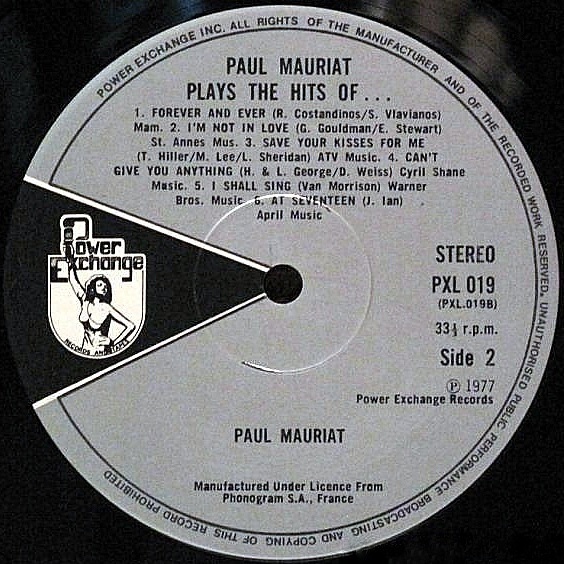 POWER EXCHANGE INC. ALL RIGHTS OF THE MANUFACTURER AND OF THE RECORDED WORK RESERVED. UNAUTHORISED PUBLIC PERFORMANCE BROADCASTING AND COPYING OF THIS RECORD PROHIBITED
PAUL MAURIAT
PLAYS THE HITS OF...
1. FOREVER AND EVER (R. Costandinos/S. Vlavianos)
Mam. 2. I'M NOT IN LOVE (G. Gouldman/E. Stewart)
St. Annes Mus. 3. SAVE YOUR KISSES FOR ME
(T. Hiller/M. Lee/L. Sheridan) ATV Music. 4. CAN'T
GIVE YOU ANYTHING (H. & L. George/D. Weiss) Cyril Shane
Music. 5. I SHALL SING (Van Morrison) Warner
Bros. Music 6. AT SEVENTEEN (J. Ian)
April Music
Power
Exchange
RECORDS AND TAPES
STEREO
PXL 019
(PXL.019B)
33⅓ r.p.m.
Side 2
Ⓟ 1977
Power Exchange Records
PAUL MAURIAT
Manufactured Under Licence From
Phonogram S.A., France